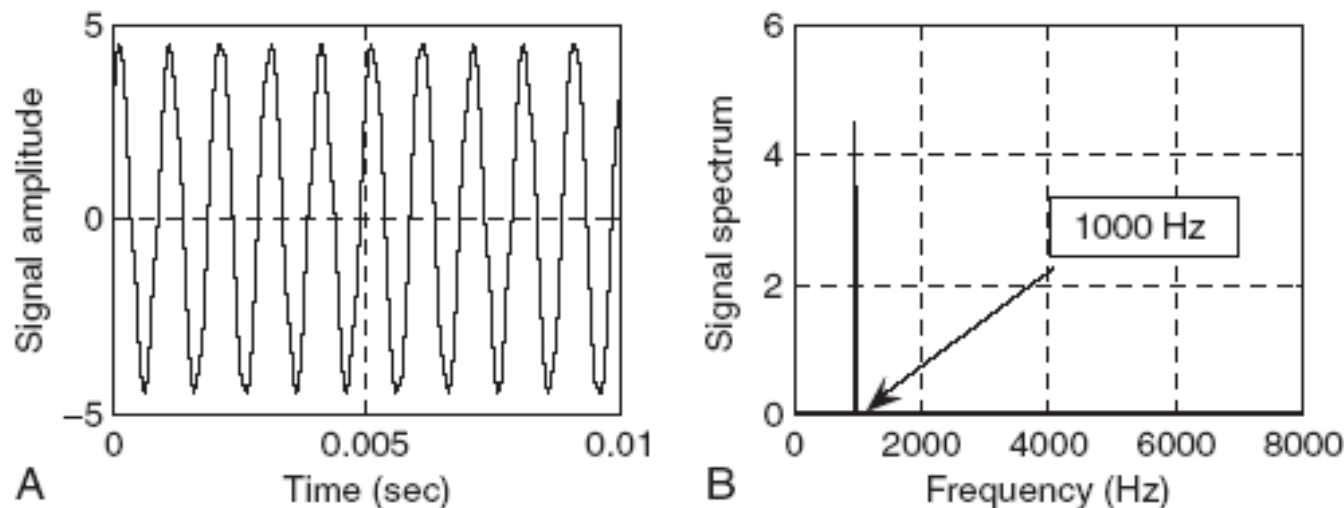 Signal amplitude
5
0
–5
0
0.005
0.01
Time (sec)
A
Signal spectrum
6
4
2
0
1000 Hz
0
2000
4000
6000
8000
Frequency (Hz)
B